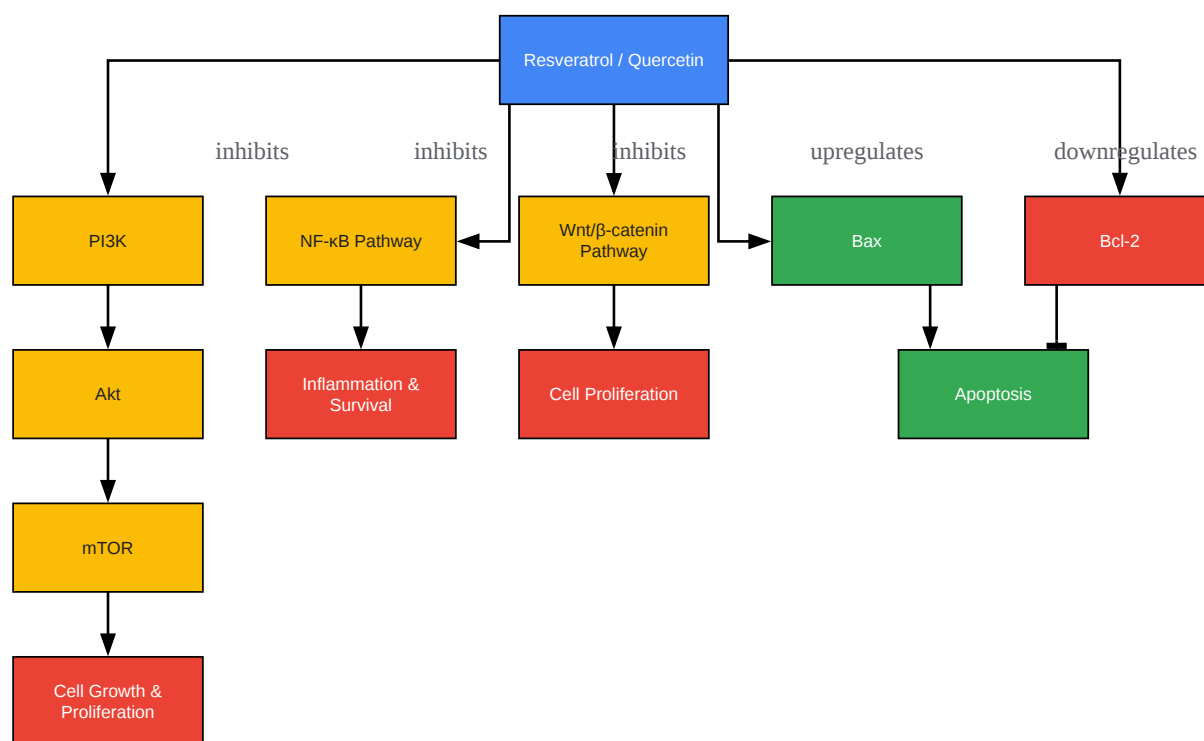 Resveratrol / Quercetin
inhibits
inhibits
inhibits
upregulates
downregulates
PI3K
NF-κB Pathway
Wnt/β-catenin
Pathway
Bax
Bcl-2
Akt
Inflammation &
Survival
Cell Proliferation
Apoptosis
mTOR
Cell Growth &
Proliferation